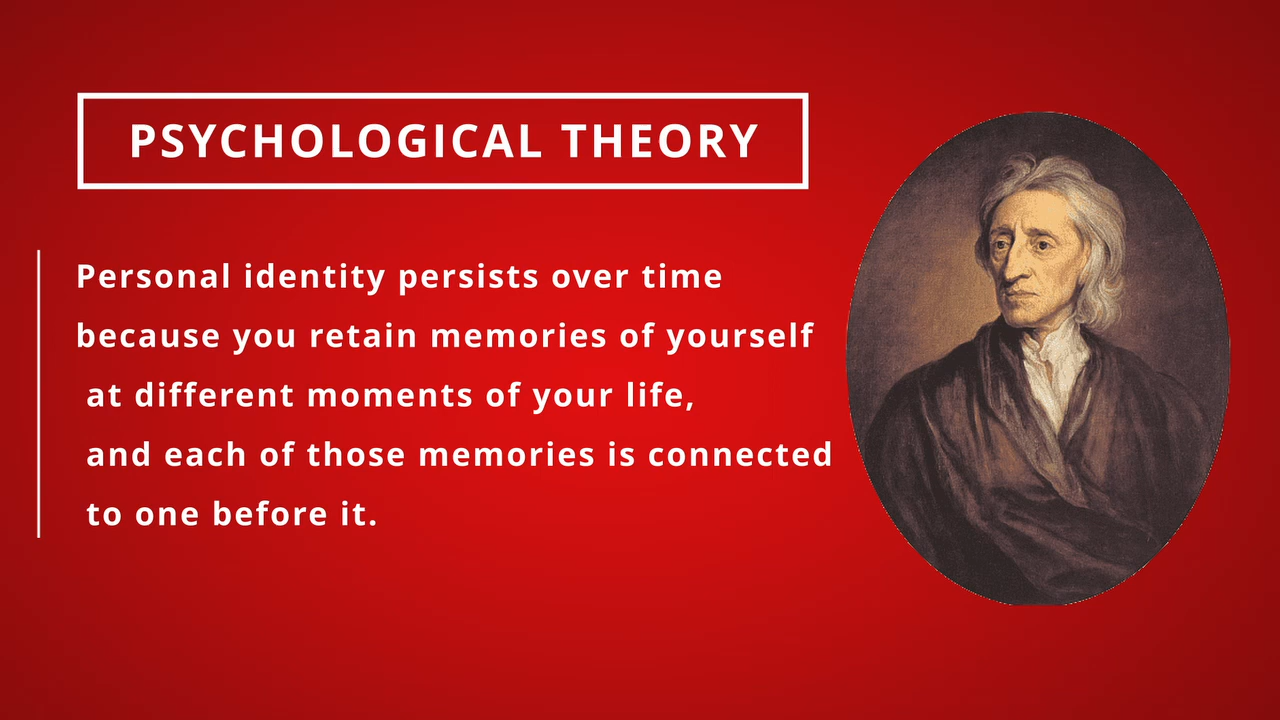 PSYCHOLOGICAL THEORY
Personal identity persists over time
because you retain memories of yourself
at different moments of your life,
and each of those memories is connected
to one before it.